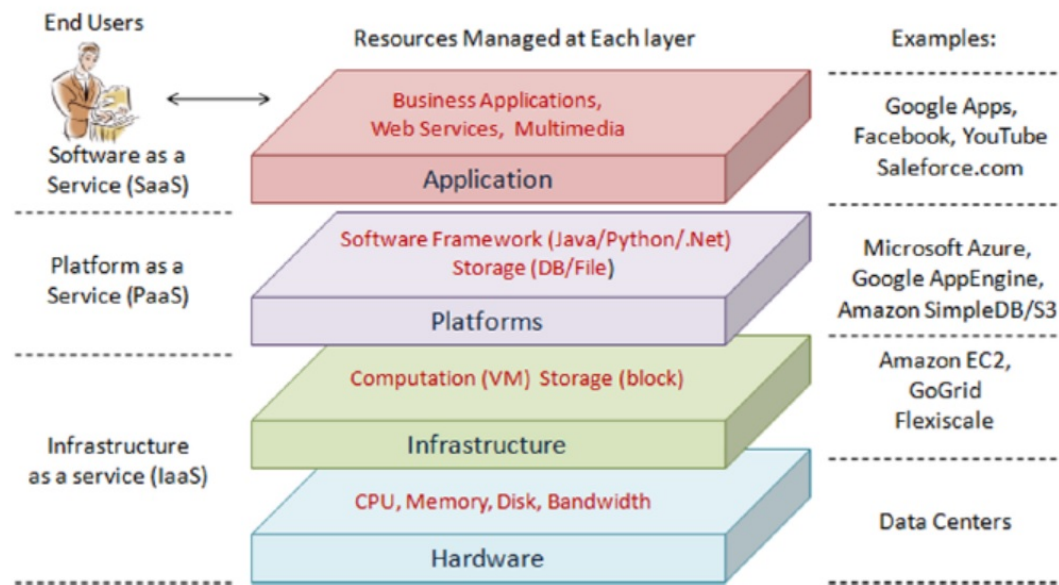 End Users
Resources Managed at Each layer
Examples:
Business Applications,
Web Services, Multimedia
Application
Software as a
Service (SaaS)
Google Apps,
Facebook, YouTube
Saleforce.com
Software Framework (Java/Python/.Net)
Storage (DB/File)
Platforms
Platform as a
Service (PaaS)
Microsoft Azure,
Google AppEngine,
Amazon SimpleDB/S3
Computation (VM) Storage (block)
Infrastructure
Amazon EC2,
GoGrid
Flexiscale
Infrastructure
as a service (IaaS)
CPU, Memory, Disk, Bandwidth
Hardware
Data Centers